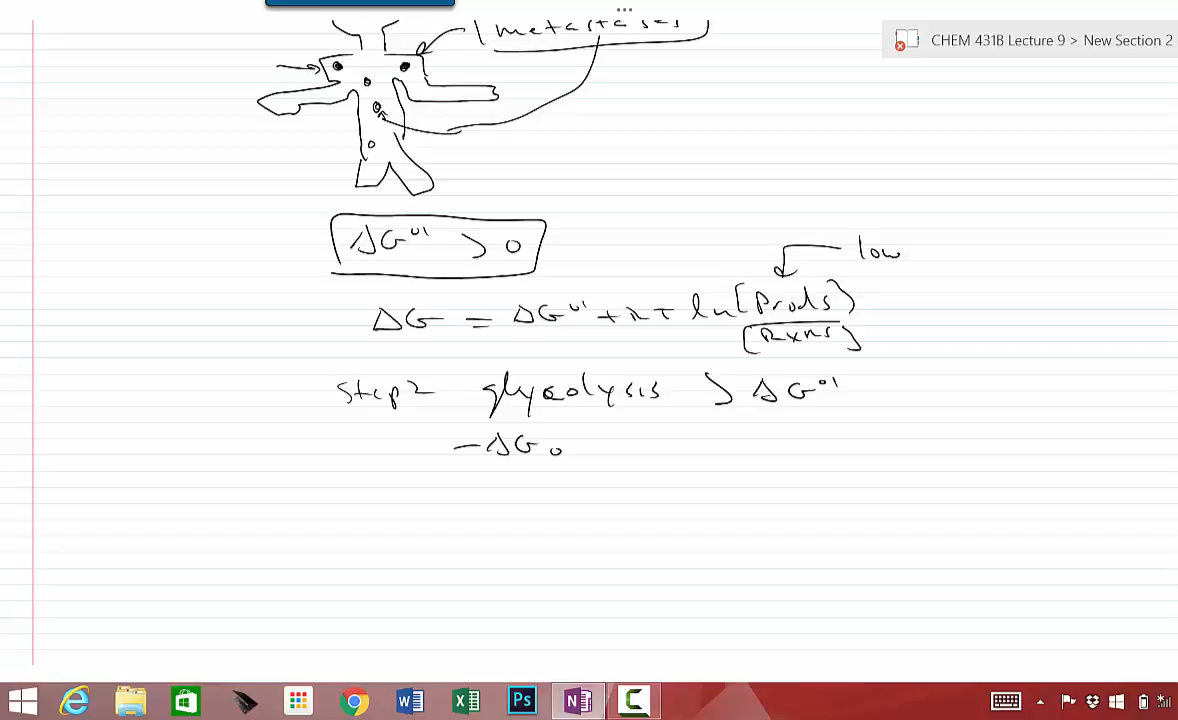 metastases
CHEM 431B Lecture 9 > New Section 2
ΔG°' > 0
low
ΔG = ΔG°' + RT ln [Prods]
[Rxns]
Step 2 glycolysis > ΔG°'
-ΔG